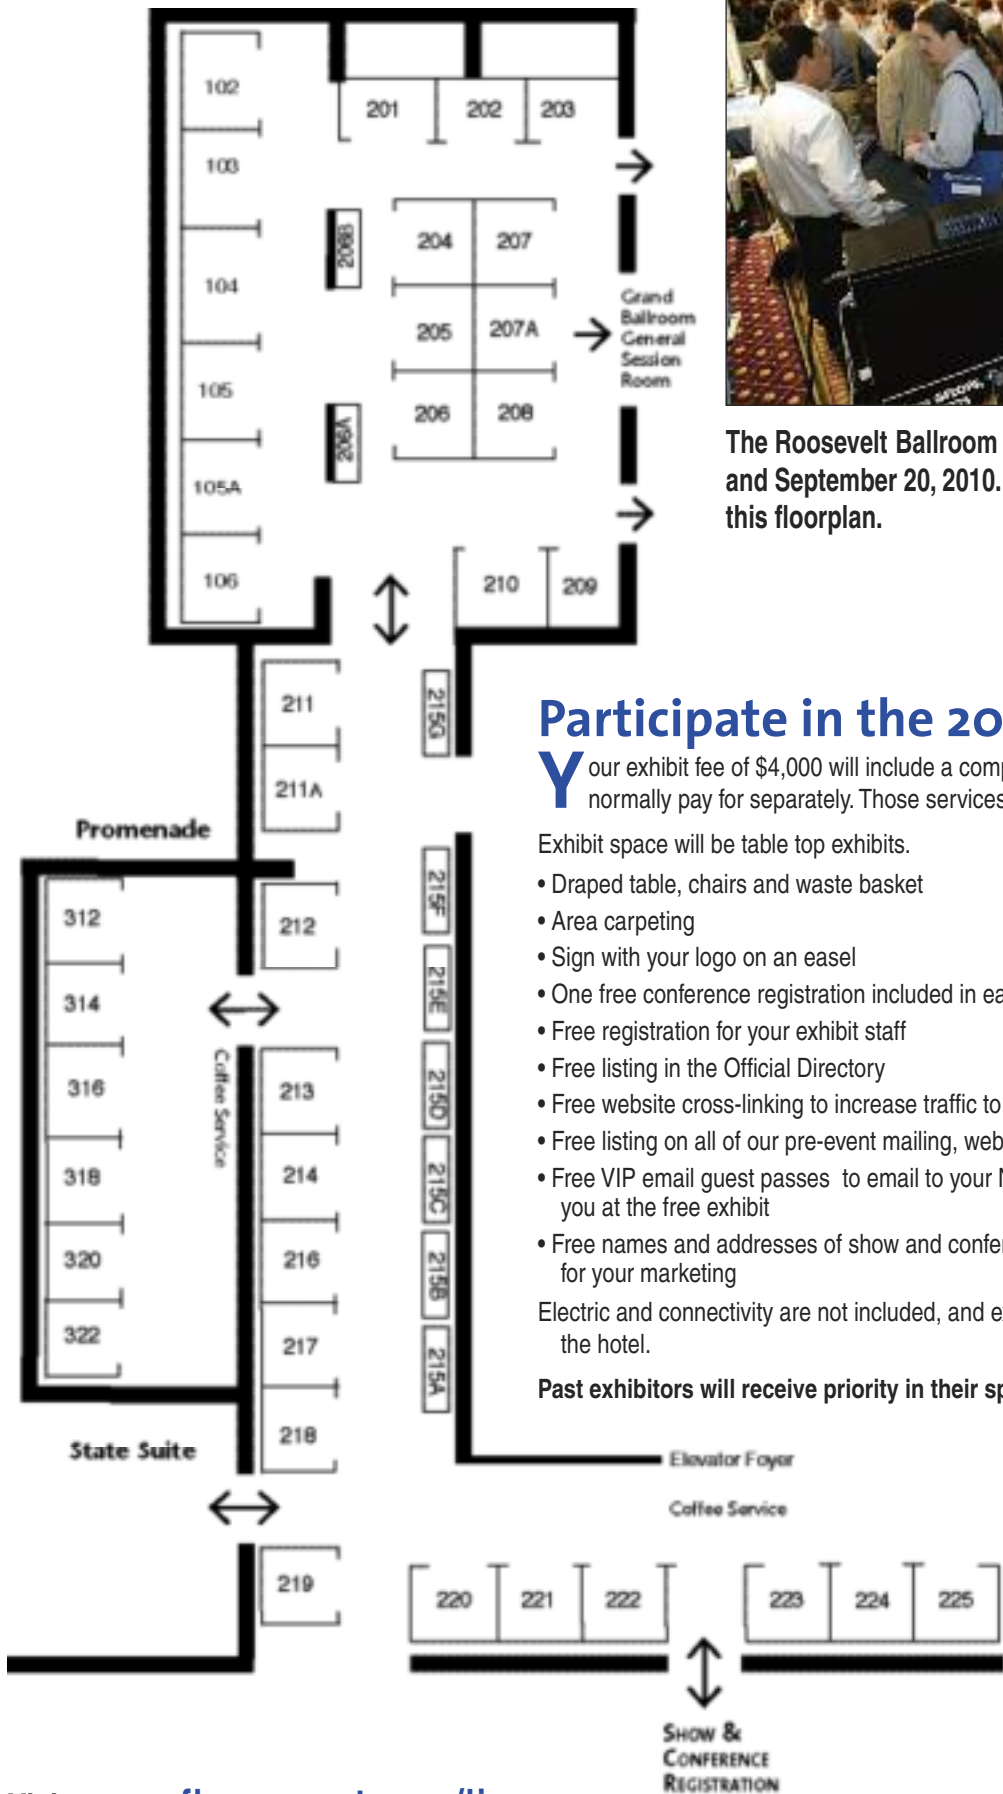 102
103
104
105
105A
106
201
202
203
206B
204
207
205
207A
206
208
206A
Grand
Ballroom
General
Session
Room
210
209
The Roosevelt Ballroom
and September 20, 2010.
this floorplan.
211
211A
215G
Promenade
312
314
316
318
320
322
212
Coffee Service
213
214
216
217
218
215F
215E
215D
215C
215B
215A
State Suite
219
Participate in the 20
Your exhibit fee of $4,000 will include a comp
normally pay for separately. Those services
Exhibit space will be table top exhibits.
• Draped table, chairs and waste basket
• Area carpeting
• Sign with your logo on an easel
• One free conference registration included in ea
• Free registration for your exhibit staff
• Free listing in the Official Directory
• Free website cross-linking to increase traffic to
• Free listing on all of our pre-event mailing, web
• Free VIP email guest passes to email to your
you at the free exhibit
• Free names and addresses of show and confer
for your marketing
Electric and connectivity are not included, and ex
the hotel.
Past exhibitors will receive priority in their sp
Elevator Foyer
Coffee Service
220
221
222
223
224
225
SHOW &
CONFERENCE
REGISTRATION